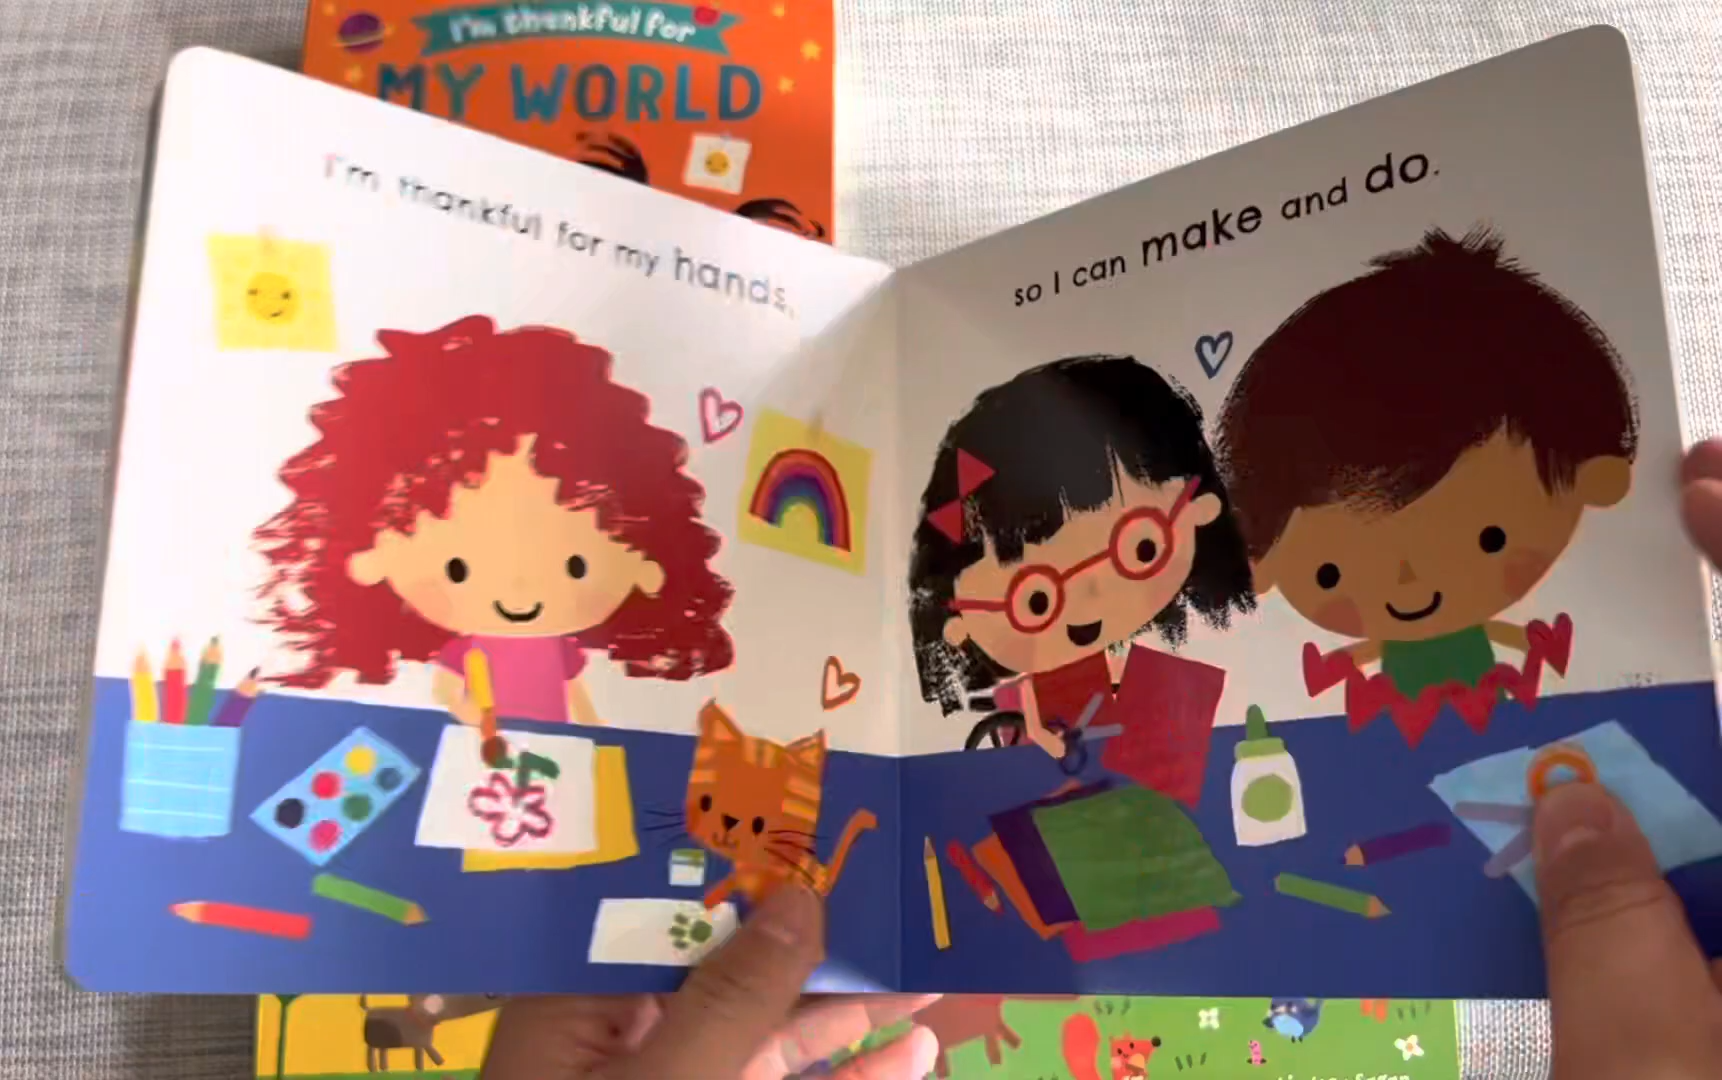 I'm thankful for
MY WORLD
I'm thankful for my hands,
so I can make and do.